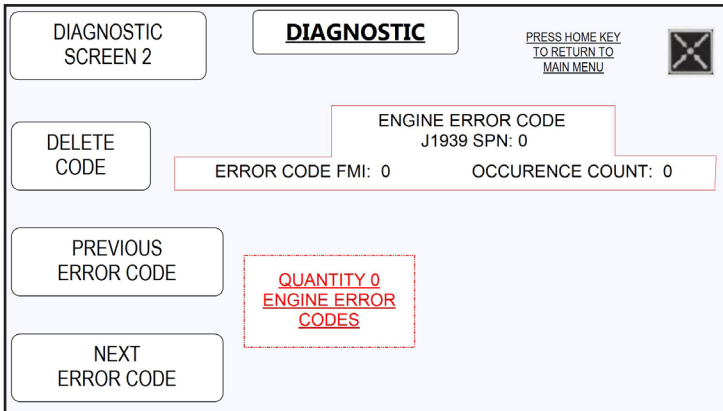 DIAGNOSTIC
SCREEN 2
DIAGNOSTIC
PRESS HOME KEY
TO RETURN TO
MAIN MENU
DELETE
CODE
ENGINE ERROR CODE
J1939 SPN: 0
ERROR CODE FMI: 0 OCCURENCE COUNT: 0
PREVIOUS
ERROR CODE
QUANTITY 0
ENGINE ERROR
CODES
NEXT
ERROR CODE